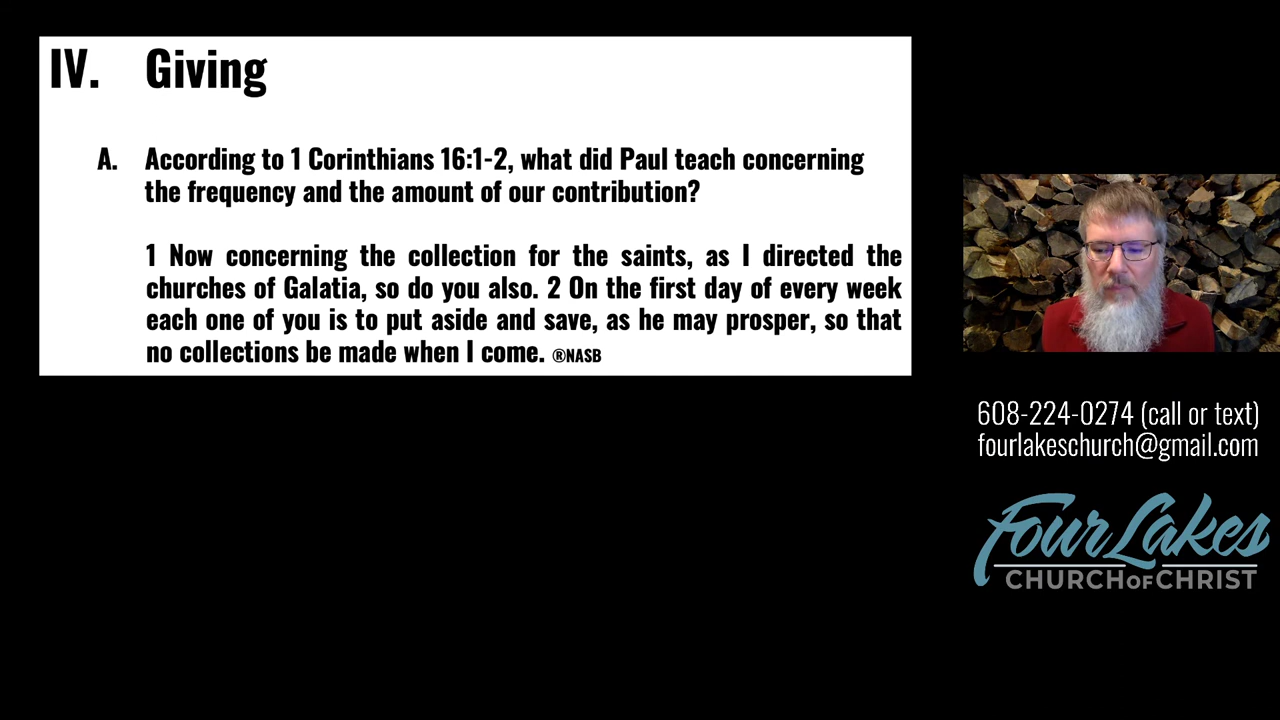 IV. Giving
A. According to 1 Corinthians 16:1-2, what did Paul teach concerning
the frequency and the amount of our contribution?
1 Now concerning the collection for the saints, as I directed the
churches of Galatia, so do you also. 2 On the first day of every week
each one of you is to put aside and save, as he may prosper, so that
no collections be made when I come. ®NASB
608-224-0274 (call or text)
fourlakeschurch@gmail.com
Four Lakes
CHURCH OF CHRIST